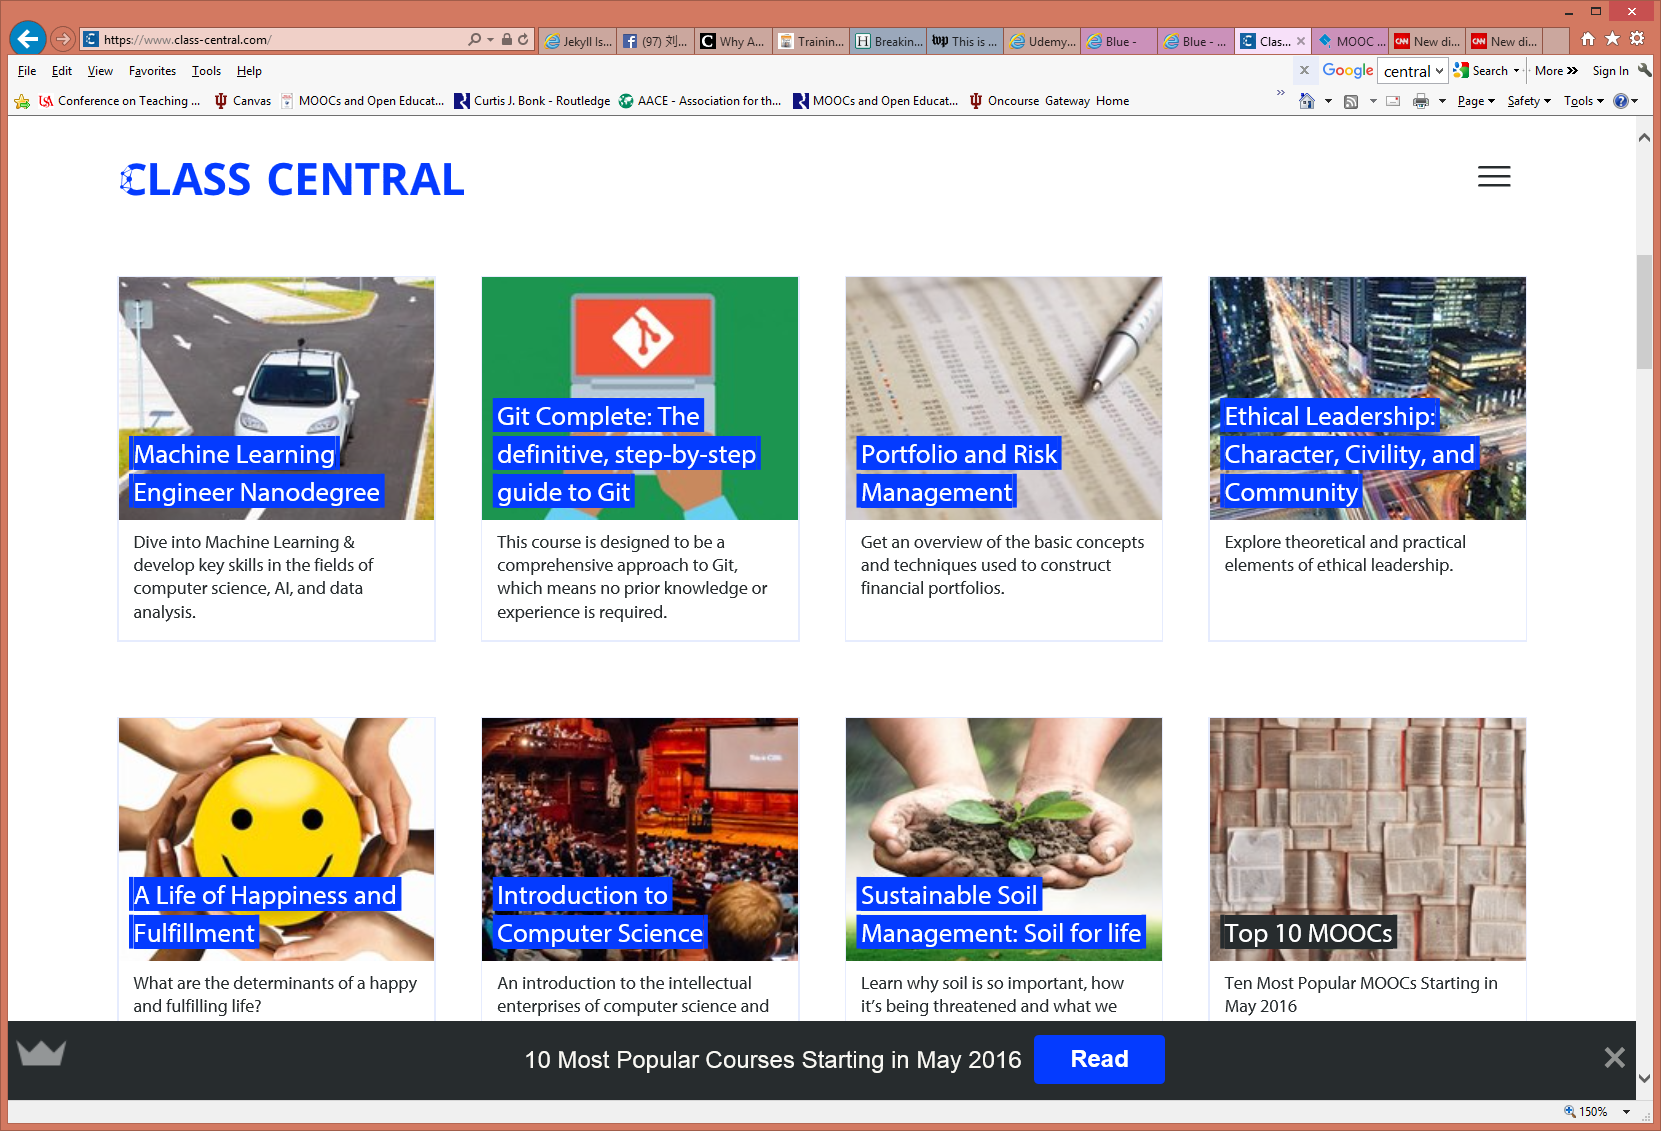 https://www.class-central.com/
Jekyll Is...
(97) 刘...
Why A...
Trainin...
Breakin...
This is ...
Udemy...
Blue -
Blue - ...
Clas...
MOOC ...
New di...
New di...
File Edit View Favorites Tools Help
Google central Search More Sign In
Conference on Teaching ... Canvas MOOCs and Open Educat... Curtis J. Bonk - Routledge AACE - Association for th... MOOCs and Open Educat... Oncourse Gateway Home
Page Safety Tools
CLASS CENTRAL
Machine Learning
Engineer Nanodegree
Dive into Machine Learning &
develop key skills in the fields of
computer science, AI, and data
analysis.
Git Complete: The
definitive, step-by-step
guide to Git
This course is designed to be a
comprehensive approach to Git,
which means no prior knowledge or
experience is required.
Portfolio and Risk
Management
Get an overview of the basic concepts
and techniques used to construct
financial portfolios.
Ethical Leadership:
Character, Civility, and
Community
Explore theoretical and practical
elements of ethical leadership.
A Life of Happiness and
Fulfillment
What are the determinants of a happy
and fulfilling life?
Introduction to
Computer Science
An introduction to the intellectual
enterprises of computer science and
Sustainable Soil
Management: Soil for life
Learn why soil is so important, how
it's being threatened and what we
Top 10 MOOCs
Ten Most Popular MOOCs Starting in
May 2016
10 Most Popular Courses Starting in May 2016 Read
150%